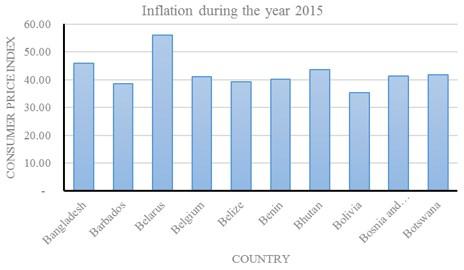 Inflation during the year 2015
CONSUMER PRICE INDEX
60.00
50.00
40.00
30.00
20.00
10.00
-
Bangladesh
Barbados
Belarus
Belgium
Belize
Benin
Bhutan
Bolivia
Bosnia and...
Botswana
COUNTRY